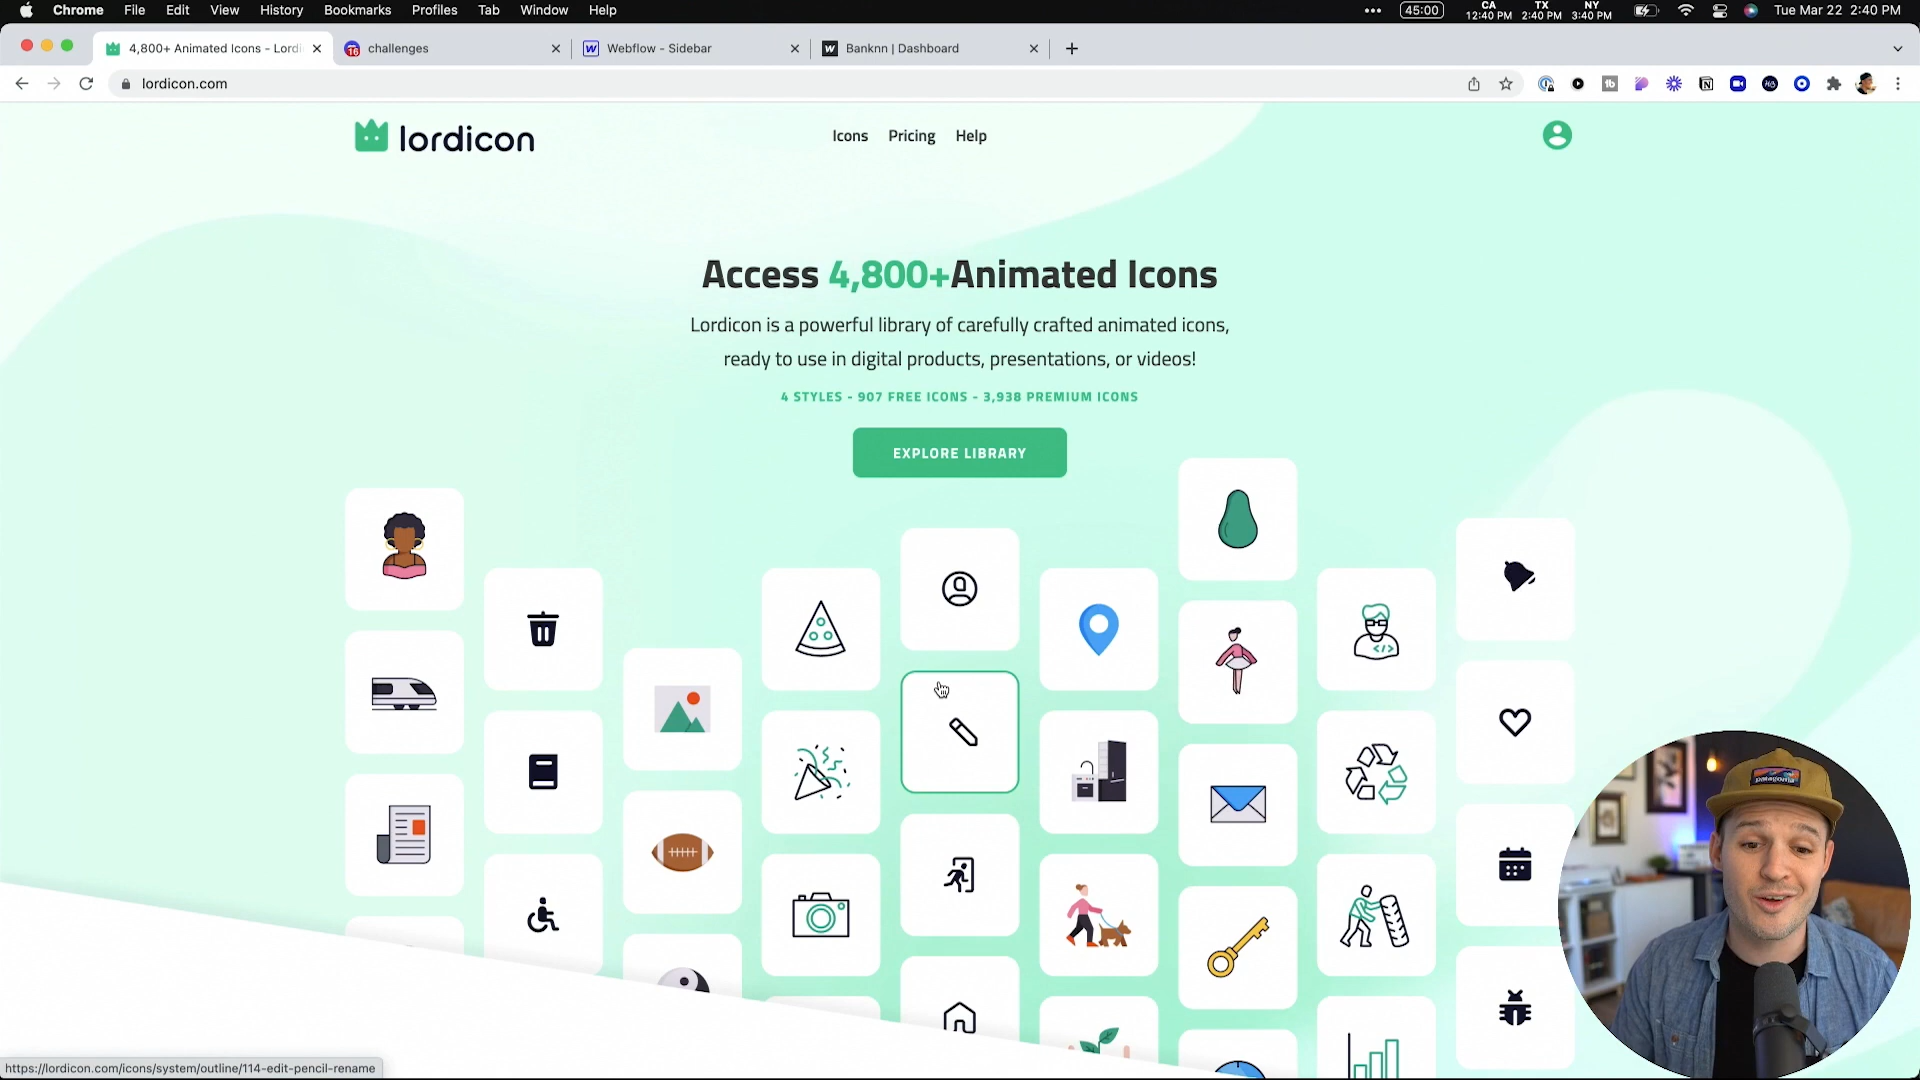 Chrome File Edit View History Bookmarks Profiles Tab Window Help
45:00
CA TX NY
12:40 PM 2:40 PM 3:40 PM
Tue Mar 22 2:40 PM
4,800+ Animated Icons - Lordi
16 challenges
Webflow - Sidebar
Banknn | Dashboard
lordicon.com
lordicon
Icons Pricing Help
Access 4,800+Animated Icons
Lordicon is a powerful library of carefully crafted animated icons,
ready to use in digital products, presentations, or videos!
4 STYLES - 907 FREE ICONS - 3,938 PREMIUM ICONS
EXPLORE LIBRARY
patagonia
https://lordicon.com/icons/system/outline/114-edit-pencil-rename